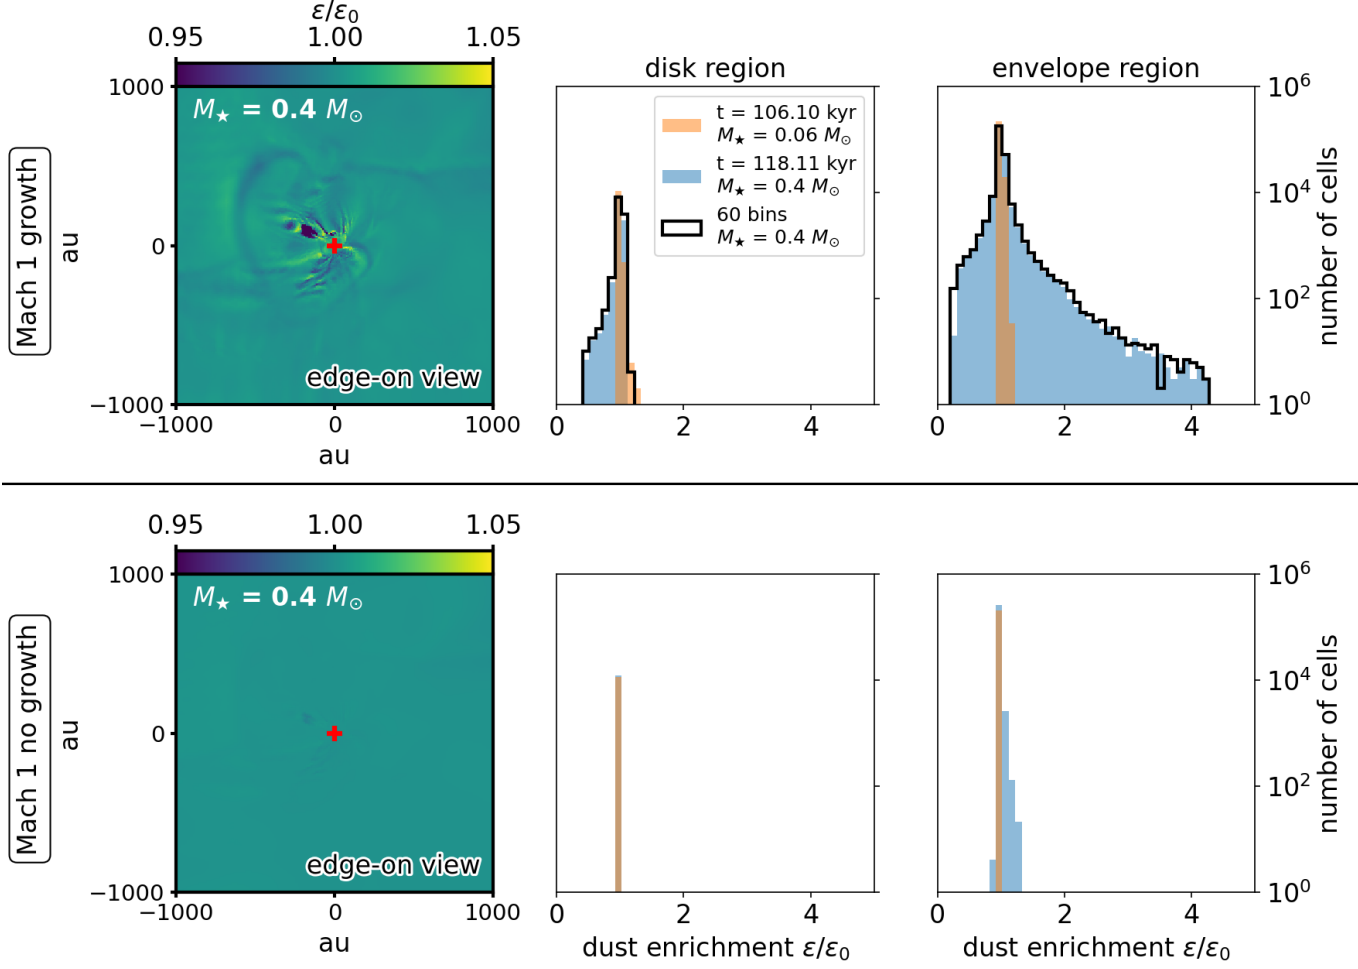 ε/ε₀
0.95 1.00 1.05
disk region
envelope region
M★ = 0.4 M⊙
edge-on view
1000
0
−1000
au
−1000 0 1000
au
Mach 1 growth
t = 106.10 kyr
M★ = 0.06 M⊙
t = 118.11 kyr
M★ = 0.4 M⊙
60 bins
M★ = 0.4 M⊙
0 2 4
0 2 4
10⁶
10⁴
10²
10⁰
number of cells
0.95 1.00 1.05
M★ = 0.4 M⊙
edge-on view
1000
0
−1000
au
−1000 0 1000
au
Mach 1 no growth
0 2 4
dust enrichment ε/ε₀
0 2 4
dust enrichment ε/ε₀
10⁶
10⁴
10²
10⁰
number of cells